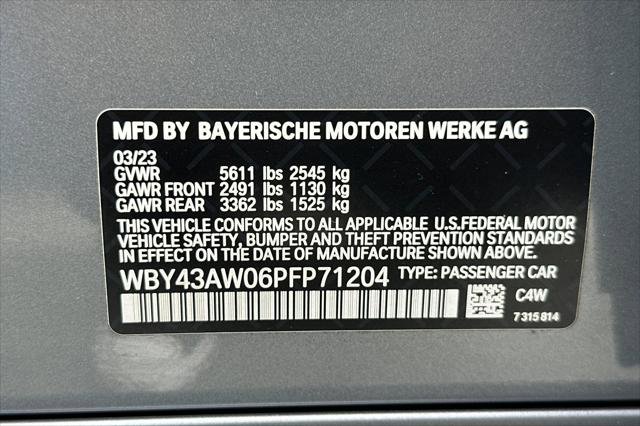 MFD BY BAYERISCHE MOTOREN WERKE AG
03/23
GVWR 5611 lbs 2545 kg
GAWR FRONT 2491 lbs 1130 kg
GAWR REAR 3362 lbs 1525 kg
THIS VEHICLE CONFORMS TO ALL APPLICABLE U.S.FEDERAL MOTOR
VEHICLE SAFETY, BUMPER AND THEFT PREVENTION STANDARDS
IN EFFECT ON THE DATE OF MANUFACTURE SHOWN ABOVE.
WBY43AW06PFP71204 TYPE: PASSENGER CAR
C4W
7 315 814